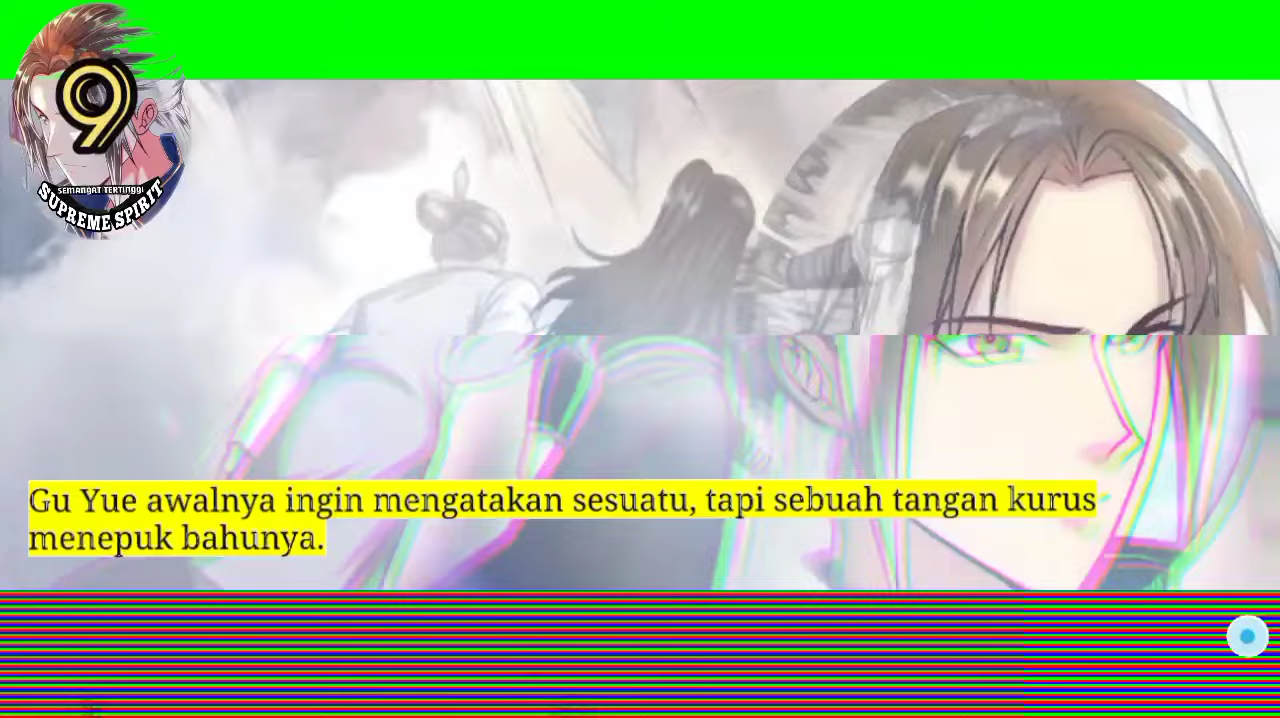 9
SEMANGAT TERTINGGI
SUPREME SPIRIT
Gu Yue awalnya ingin mengatakan sesuatu, tapi sebuah tangan kurus
menepuk bahunya.